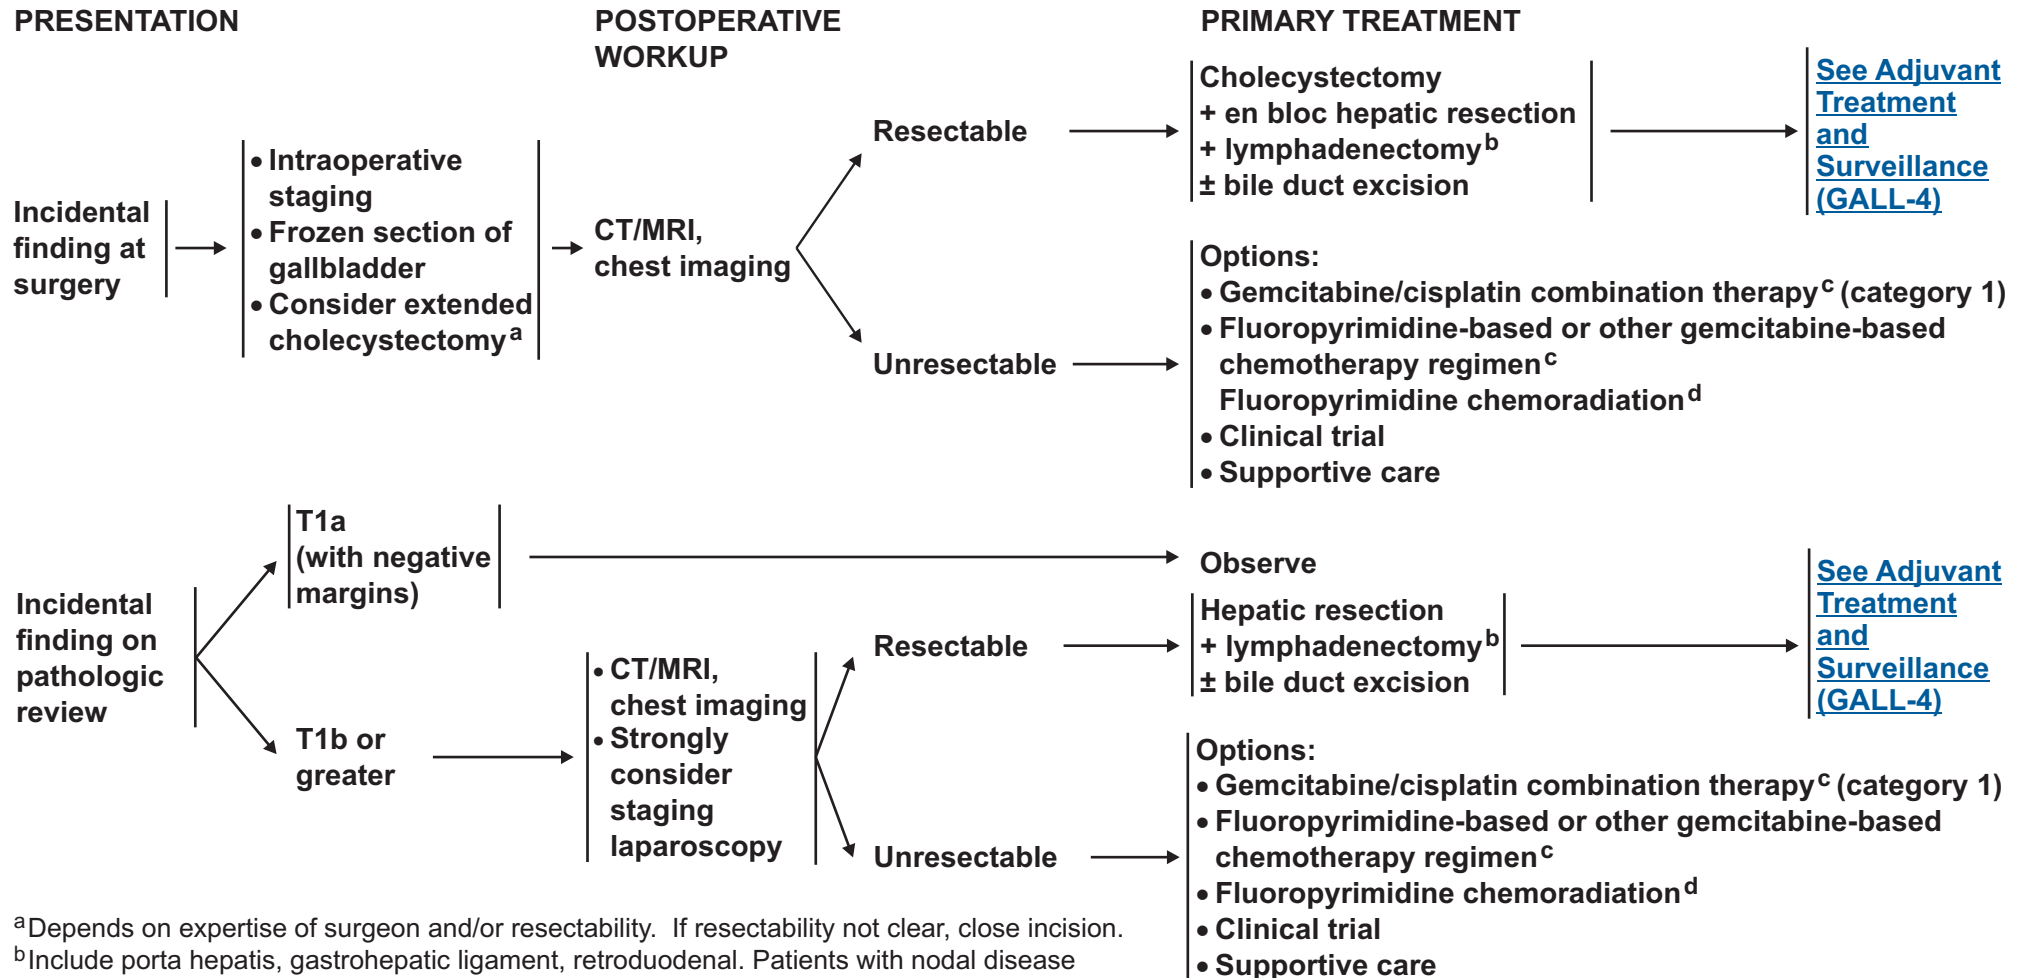 PRESENTATION
POSTOPERATIVE
WORKUP
PRIMARY TREATMENT
Incidental
finding at
surgery
• Intraoperative
staging
• Frozen section of
gallbladder
• Consider extended
cholecystectomy a
CT/MRI,
chest imaging
Resectable
Cholecystectomy
+ en bloc hepatic resection
+ lymphadenectomy b
± bile duct excision
See Adjuvant
Treatment
and
Surveillance
(GALL-4)
Unresectable
Options:
• Gemcitabine/cisplatin combination therapy c (category 1)
• Fluoropyrimidine-based or other gemcitabine-based
chemotherapy regimen c
Fluoropyrimidine chemoradiation d
• Clinical trial
• Supportive care
Incidental
finding on
pathologic
review
T1a
(with negative
margins)
Observe
T1b or
greater
• CT/MRI,
chest imaging
• Strongly
consider
staging
laparoscopy
Resectable
Hepatic resection
+ lymphadenectomy b
± bile duct excision
See Adjuvant
Treatment
and
Surveillance
(GALL-4)
Unresectable
Options:
• Gemcitabine/cisplatin combination therapy c (category 1)
• Fluoropyrimidine-based or other gemcitabine-based
chemotherapy regimen c
• Fluoropyrimidine chemoradiation d
• Clinical trial
• Supportive care
a Depends on expertise of surgeon and/or resectability. If resectability not clear, close incision.
b Include porta hepatis, gastrohepatic ligament, retroduodenal. Patients with nodal disease